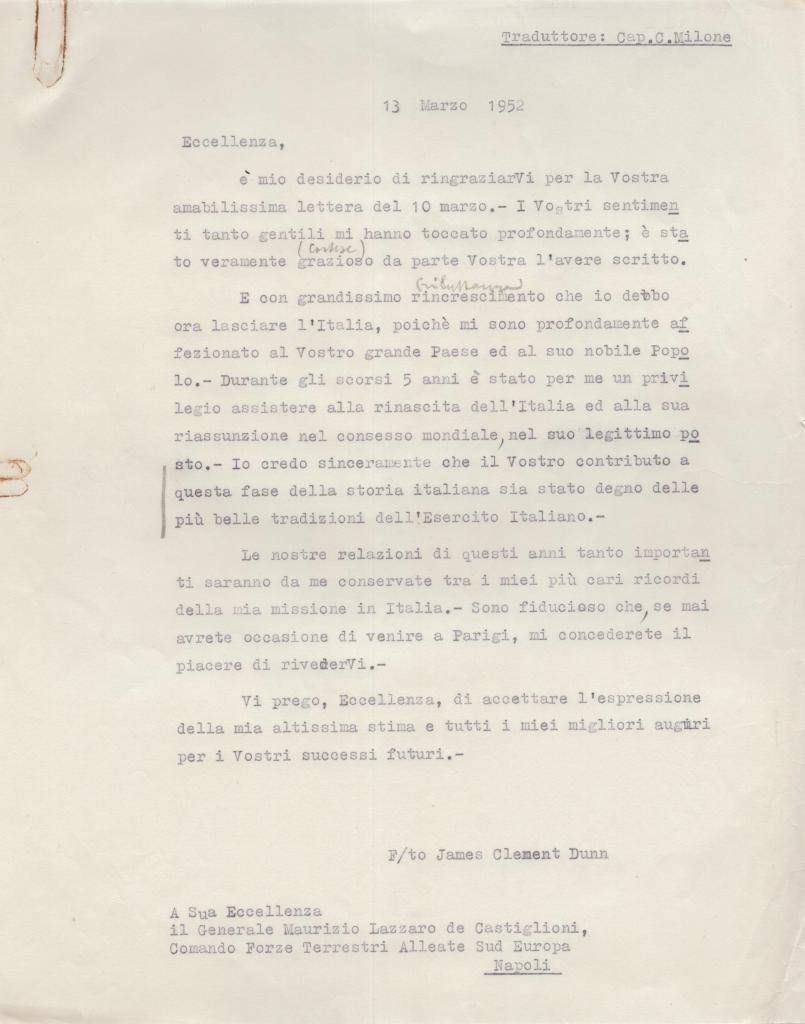 Traduttore: Cap.C.Milone
13 Marzo 1952
Eccellenza,
è mio desiderio di ringraziarVi per la Vostra
amabilissima lettera del 10 marzo.- I Vostri sentimen
ti tanto gentili mi hanno toccato profondamente; è sta
(Cortese)
to veramente grazioso da parte Vostra l'avere scritto.
E con grandissimo rincrescimento che io debbo
ora lasciare l'Italia, poichè mi sono profondamente af
fezionato al Vostro grande Paese ed al suo nobile Popo
lo.- Durante gli scorsi 5 anni è stato per me un privi
legio assistere alla rinascita dell'Italia ed alla sua
riassunzione nel consesso mondiale, nel suo legittimo po
sto.- Io credo sinceramente che il Vostro contributo a
questa fase della storia italiana sia stato degno delle
più belle tradizioni dell'Esercito Italiano.-
Le nostre relazioni di questi anni tanto importan
ti saranno da me conservate tra i miei più cari ricordi
della mia missione in Italia.- Sono fiducioso che, se mai
avrete occasione di venire a Parigi, mi concederete il
piacere di rivederVi.-
Vi prego, Eccellenza, di accettare l'espressione
della mia altissima stima e tutti i miei migliori auguri
per i Vostri successi futuri.-
F/to James Clement Dunn
A Sua Eccellenza
il Generale Maurizio Lazzaro de Castiglioni,
Comando Forze Terrestri Alleate Sud Europa
Napoli